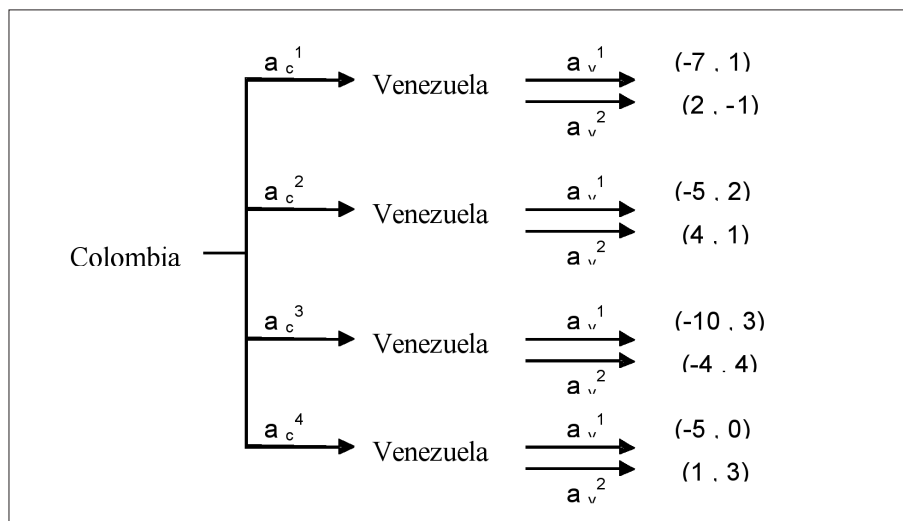 a c 1
Venezuela
a v 1
(-7 , 1)
(2 , -1)
a v 2
a c 2
Venezuela
a v 1
(-5 , 2)
(4 , 1)
a v 2
Colombia
a c 3
Venezuela
a v 1
(-10 , 3)
(-4 , 4)
a v 2
a c 4
Venezuela
a v 1
(-5 , 0)
(1 , 3)
a v 2